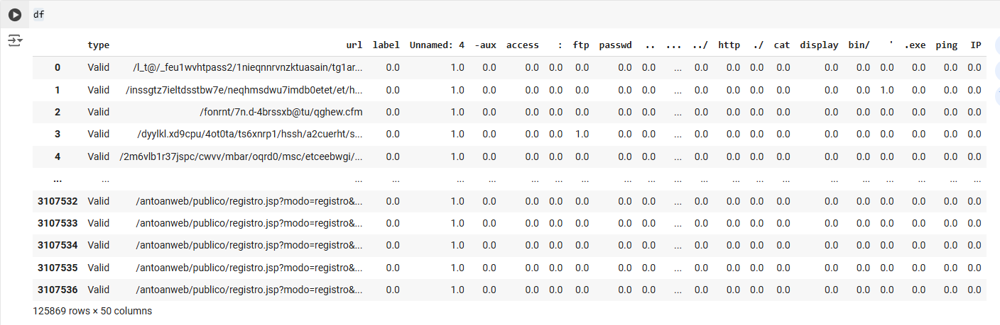 df
type url label Unnamed: 4 -aux access : ftp passwd .. ... ../ http ./ cat display bin/ ' .exe ping IP
0 Valid /l_t@/_feu1wvhtpass2/1nieqnnrvnzktuasain/tg1ar... 0.0 1.0 0.0 0.0 0.0 0.0 0.0 0.0 ... 0.0 0.0 0.0 0.0 0.0 0.0 0.0 0.0 0.0 0.0
1 Valid /inssgtz7ieltdsstbw7e/neqhmsdwu7imdb0etet/et/h... 0.0 1.0 0.0 0.0 0.0 0.0 0.0 0.0 ... 0.0 0.0 0.0 0.0 0.0 0.0 1.0 0.0 0.0 0.0
2 Valid /fonrnt/7n.d-4brssxb@tu/qghew.cfm 0.0 1.0 0.0 0.0 0.0 0.0 0.0 0.0 ... 0.0 0.0 0.0 0.0 0.0 0.0 0.0 0.0 0.0 0.0
3 Valid /dyylkl.xd9cpu/4ot0ta/ts6xnrp1/hssh/a2cuerht/s... 0.0 1.0 0.0 0.0 0.0 1.0 0.0 0.0 ... 0.0 0.0 0.0 0.0 0.0 0.0 0.0 0.0 0.0 0.0
4 Valid /2m6vlb1r37jspc/cwvv/mbar/oqrd0/msc/etceebwgi/... 0.0 1.0 0.0 0.0 0.0 0.0 0.0 0.0 ... 0.0 0.0 0.0 0.0 0.0 0.0 0.0 0.0 0.0 0.0
... ... ... ... ... ... ... ... ... ... ... ... ... ... ... ... ... ... ... ... ... ...
3107532 Valid /antoanweb/publico/registro.jsp?modo=registro&... 0.0 1.0 0.0 0.0 0.0 0.0 0.0 0.0 ... 0.0 0.0 0.0 0.0 0.0 0.0 0.0 0.0 0.0 0.0
3107533 Valid /antoanweb/publico/registro.jsp?modo=registro&... 0.0 1.0 0.0 0.0 0.0 0.0 0.0 0.0 ... 0.0 0.0 0.0 0.0 0.0 0.0 0.0 0.0 0.0 0.0
3107534 Valid /antoanweb/publico/registro.jsp?modo=registro&... 0.0 1.0 0.0 0.0 0.0 0.0 0.0 0.0 ... 0.0 0.0 0.0 0.0 0.0 0.0 0.0 0.0 0.0 0.0
3107535 Valid /antoanweb/publico/registro.jsp?modo=registro&... 0.0 1.0 0.0 0.0 0.0 0.0 0.0 0.0 ... 0.0 0.0 0.0 0.0 0.0 0.0 0.0 0.0 0.0 0.0
3107536 Valid /antoanweb/publico/registro.jsp?modo=registro&... 0.0 1.0 0.0 0.0 0.0 0.0 0.0 0.0 ... 0.0 0.0 0.0 0.0 0.0 0.0 0.0 0.0 0.0 0.0
125869 rows × 50 columns